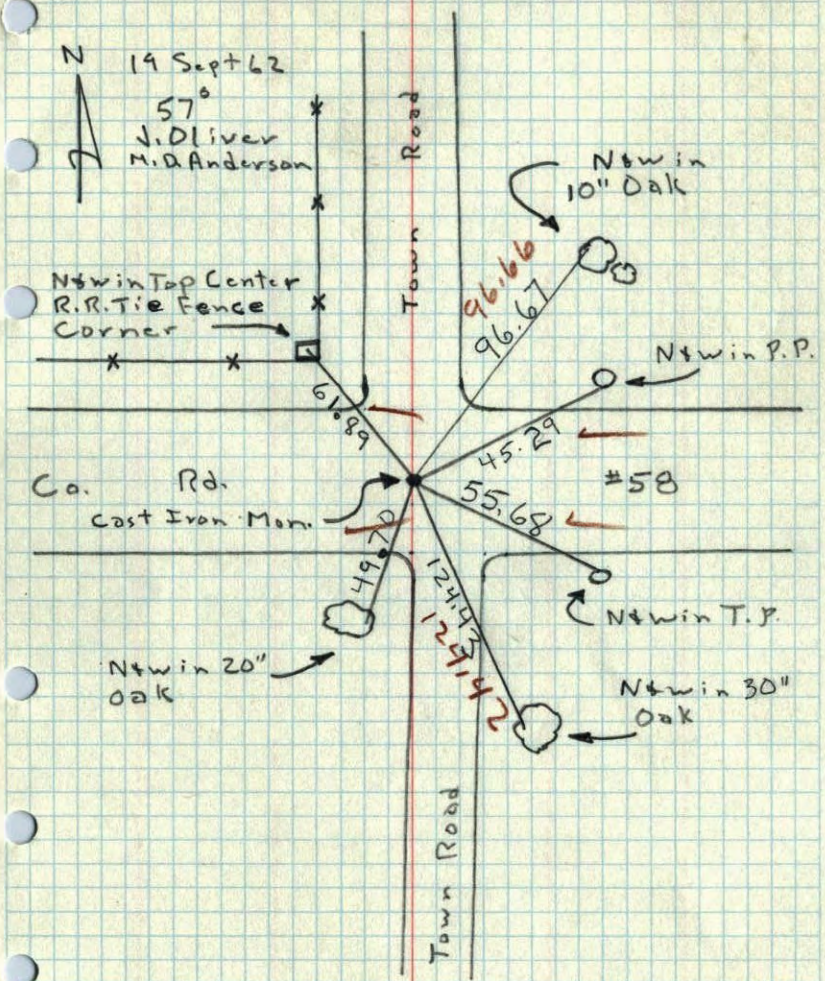 N
19 Sept 62
57°
J. Oliver
M. D. Anderson
Town Road
N&W in
10" Oak
96.66
96.67
N&W in Top Center
R.R. Tie Fence
Corner
61.89
N&W in P.P.
45.29
Co. Rd. #58
Cast Iron Mon.
55.68
49.70
124.43
124.42
N&W in T.P.
N&W in 20"
Oak
N&W in 30"
Oak
Town Road